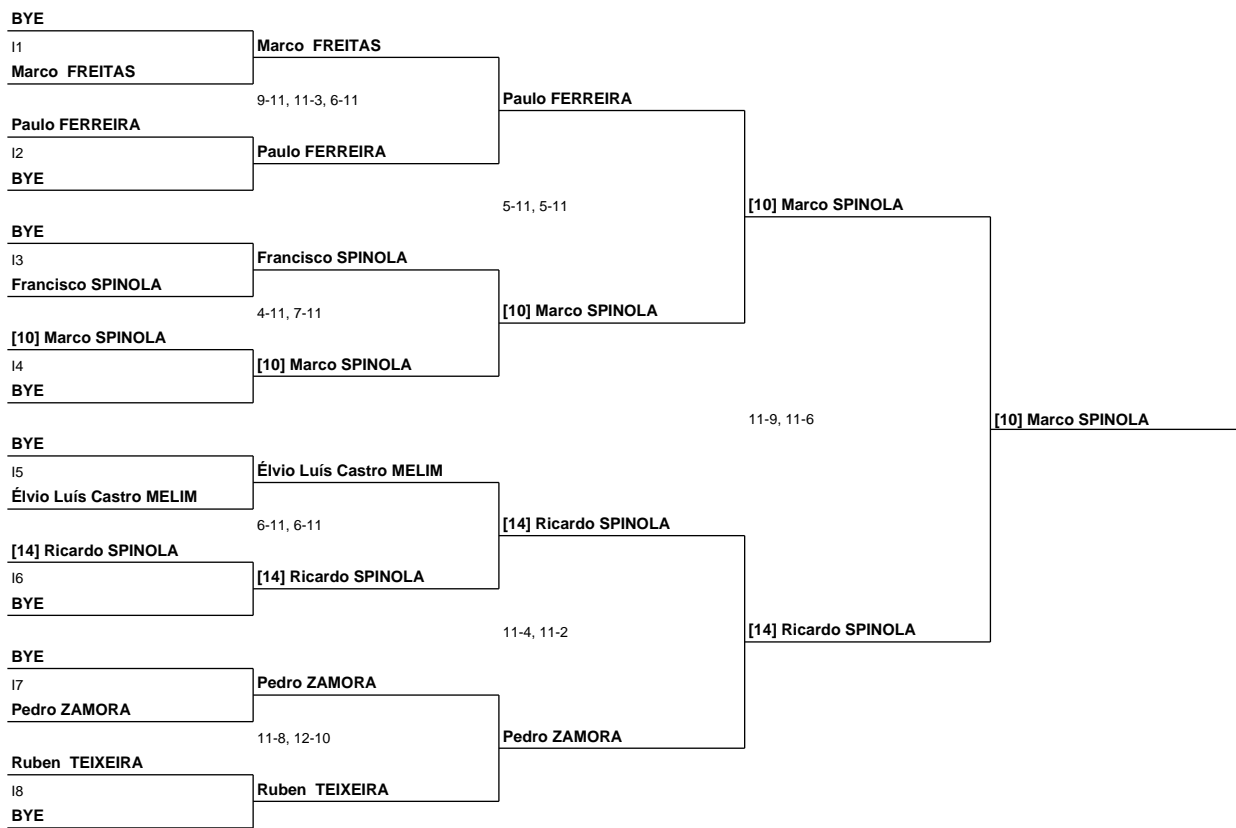 BYE
I1
Marco FREITAS
Marco FREITAS
9-11, 11-3, 6-11
Paulo FERREIRA
Paulo FERREIRA
I2
Paulo FERREIRA
BYE
5-11, 5-11
[10] Marco SPINOLA
BYE
I3
Francisco SPINOLA
Francisco SPINOLA
4-11, 7-11
[10] Marco SPINOLA
[10] Marco SPINOLA
I4
[10] Marco SPINOLA
BYE
11-9, 11-6
[10] Marco SPINOLA
BYE
I5
Élvio Luís Castro MELIM
Élvio Luís Castro MELIM
6-11, 6-11
[14] Ricardo SPINOLA
[14] Ricardo SPINOLA
I6
[14] Ricardo SPINOLA
BYE
11-4, 11-2
[14] Ricardo SPINOLA
BYE
I7
Pedro ZAMORA
Pedro ZAMORA
11-8, 12-10
Pedro ZAMORA
Ruben TEIXEIRA
I8
Ruben TEIXEIRA
BYE